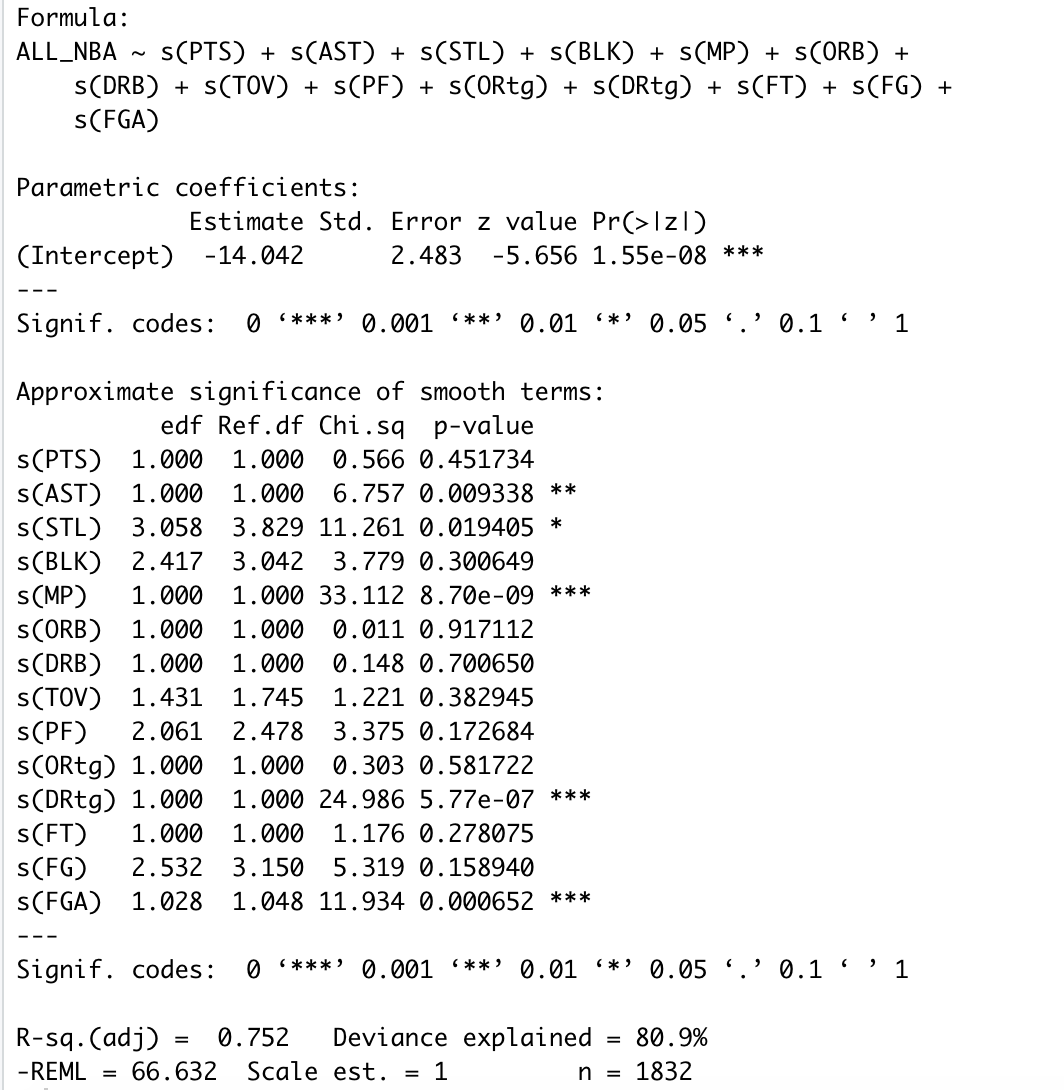 Formula:
ALL_NBA ~ s(PTS) + s(AST) + s(STL) + s(BLK) + s(MP) + s(ORB) +
    s(DRB) + s(TOV) + s(PF) + s(ORtg) + s(DRtg) + s(FT) + s(FG) +
    s(FGA)

Parametric coefficients:
            Estimate Std. Error z value Pr(>|z|)
(Intercept)  -14.042      2.483  -5.656 1.55e-08 ***
---
Signif. codes:  0 ‘***’ 0.001 ‘**’ 0.01 ‘*’ 0.05 ‘.’ 0.1 ‘ ’ 1

Approximate significance of smooth terms:
          edf Ref.df Chi.sq  p-value
s(PTS)  1.000  1.000  0.566 0.451734
s(AST)  1.000  1.000  6.757 0.009338 **
s(STL)  3.058  3.829 11.261 0.019405 *
s(BLK)  2.417  3.042  3.779 0.300649
s(MP)   1.000  1.000 33.112 8.70e-09 ***
s(ORB)  1.000  1.000  0.011 0.917112
s(DRB)  1.000  1.000  0.148 0.700650
s(TOV)  1.431  1.745  1.221 0.382945
s(PF)   2.061  2.478  3.375 0.172684
s(ORtg) 1.000  1.000  0.303 0.581722
s(DRtg) 1.000  1.000 24.986 5.77e-07 ***
s(FT)   1.000  1.000  1.176 0.278075
s(FG)   2.532  3.150  5.319 0.158940
s(FGA)  1.028  1.048 11.934 0.000652 ***
---
Signif. codes:  0 ‘***’ 0.001 ‘**’ 0.01 ‘*’ 0.05 ‘.’ 0.1 ‘ ’ 1

R-sq.(adj) =  0.752   Deviance explained = 80.9%
-REML = 66.632  Scale est. = 1         n = 1832